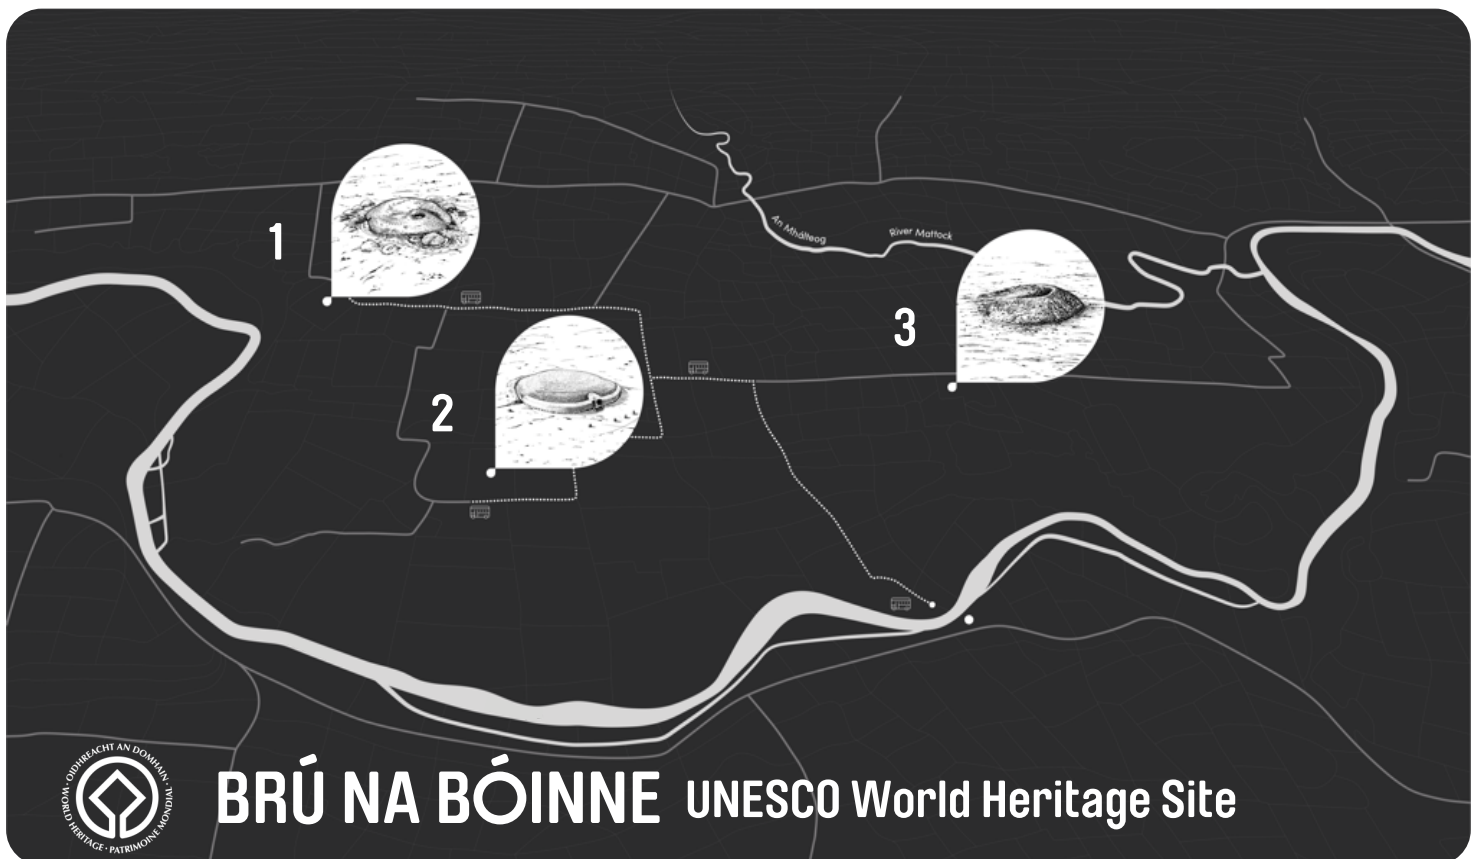 1
An Mháiteog
River Mattock
3
2
OIDHREACHT AN DOMHAIN · WORLD HERITAGE · PATRIMOINE MONDIAL ·
BRÚ NA BÓINNE UNESCO World Heritage Site